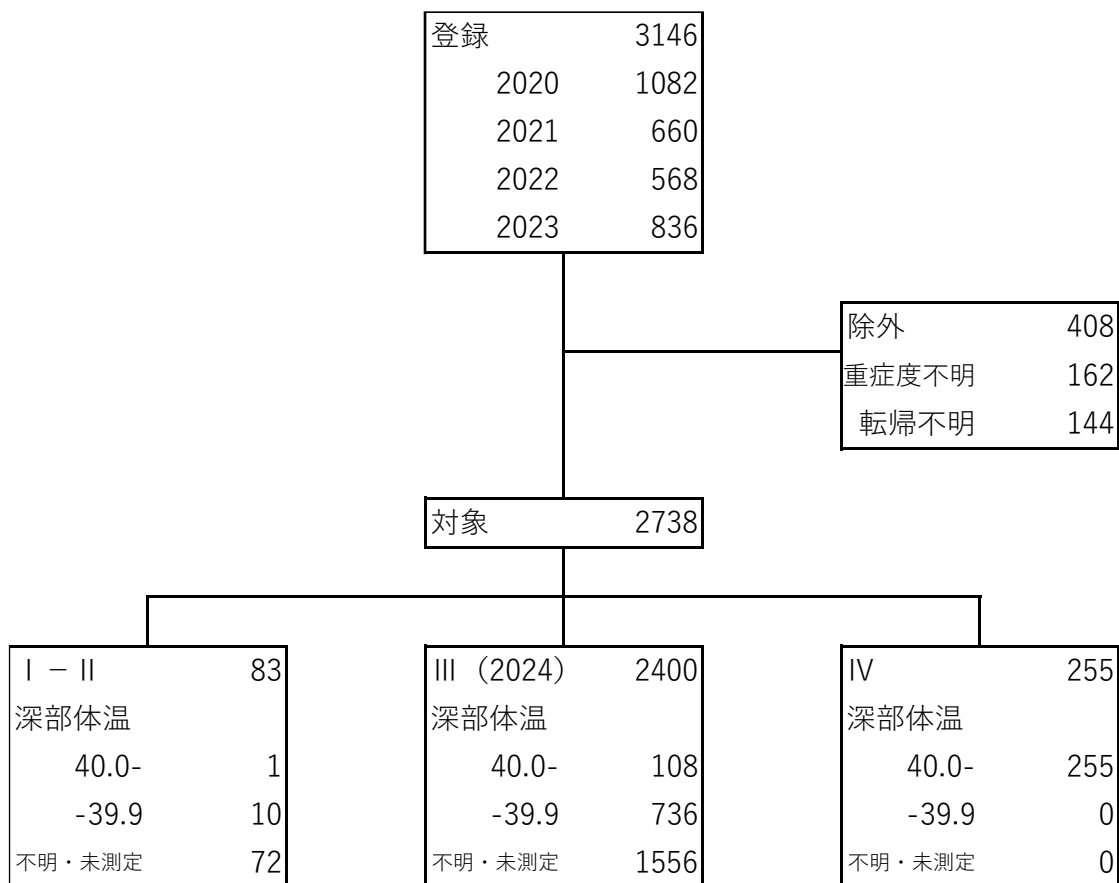 登録 3146
2020 1082
2021 660
2022 568
2023 836
除外 408
重症度不明 162
転帰不明 144
対象 2738
Ⅰ－Ⅱ 83
深部体温
40.0- 1
-39.9 10
不明・未測定 72
Ⅲ（2024） 2400
深部体温
40.0- 108
-39.9 736
不明・未測定 1556
Ⅳ 255
深部体温
40.0- 255
-39.9 0
不明・未測定 0